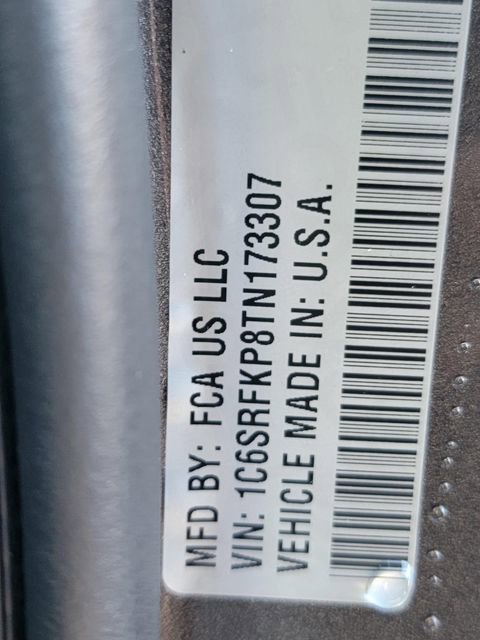 MFD BY: FCA US LLC
VIN: 1C6SRFKP8TN173307
VEHICLE MADE IN: U.S.A.